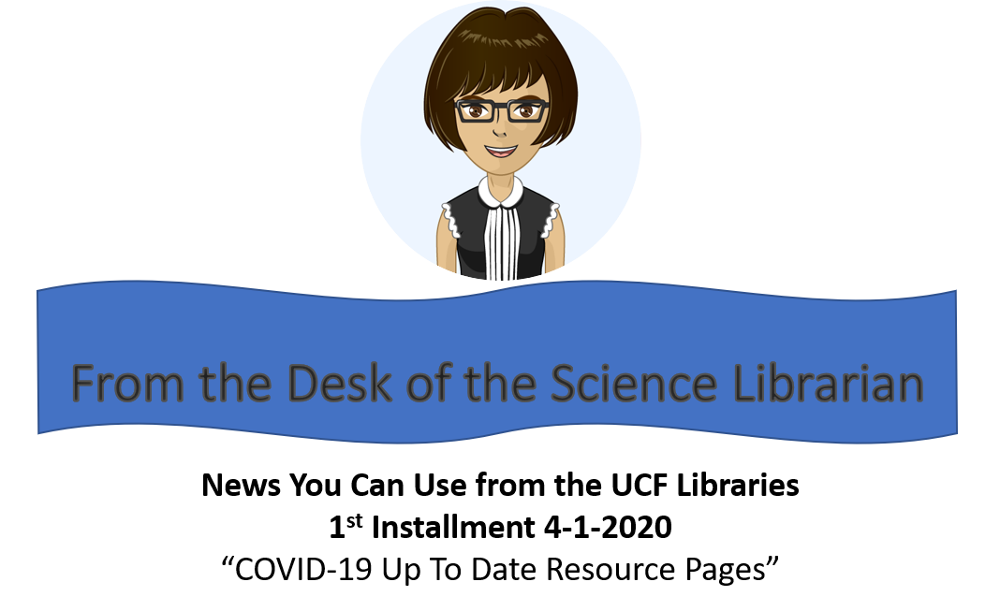 From the Desk of the Science Librarian
News You Can Use from the UCF Libraries
1st Installment 4-1-2020
“COVID-19 Up To Date Resource Pages”